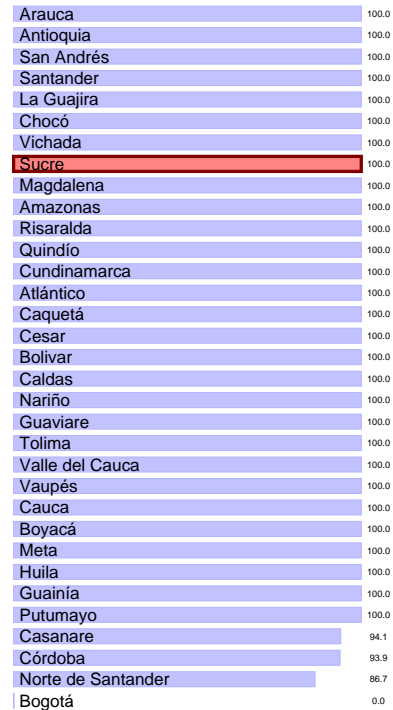 Arauca 100.0
Antioquia 100.0
San Andrés 100.0
Santander 100.0
La Guajira 100.0
Chocó 100.0
Vichada 100.0
Sucre 100.0
Magdalena 100.0
Amazonas 100.0
Risaralda 100.0
Quindío 100.0
Cundinamarca 100.0
Atlántico 100.0
Caquetá 100.0
Cesar 100.0
Bolivar 100.0
Caldas 100.0
Nariño 100.0
Guaviare 100.0
Tolima 100.0
Valle del Cauca 100.0
Vaupés 100.0
Cauca 100.0
Boyacá 100.0
Meta 100.0
Huila 100.0
Guainía 100.0
Putumayo 100.0
Casanare 94.1
Córdoba 93.9
Norte de Santander 86.7
Bogotá 0.0